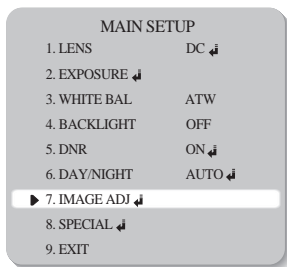 MAIN SETUP
1. LENS DC ↲
2. EXPOSURE ↲
3. WHITE BAL ATW
4. BACKLIGHT OFF
5. DNR ON ↲
6. DAY/NIGHT AUTO ↲
▶ 7. IMAGE ADJ ↲
8. SPECIAL ↲
9. EXIT